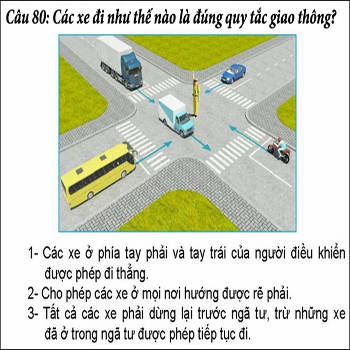 Câu 80: Các xe đi như thế nào là đúng quy tắc giao thông?
1- Các xe ở phía tay phải và tay trái của người điều khiển
được phép đi thẳng.
2- Cho phép các xe ở mọi nơi hướng được rẽ phải.
3- Tất cả các xe phải dừng lại trước ngã tư, trừ những xe
đã ở trong ngã tư được phép tiếp tục đi.